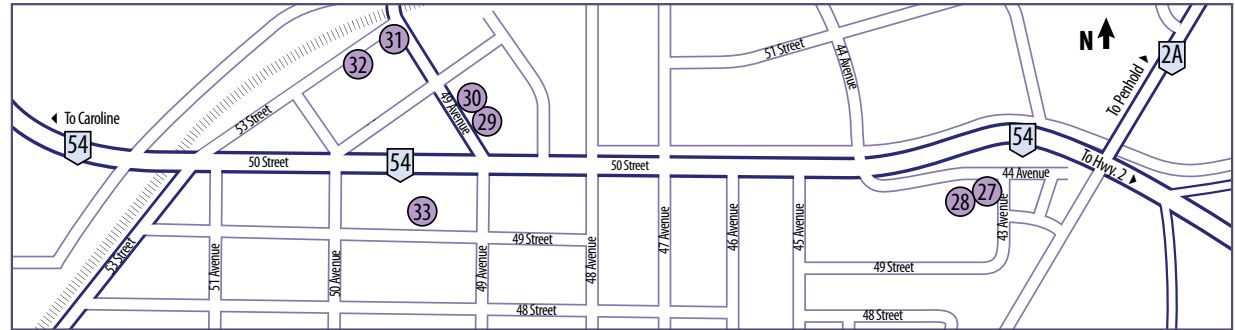 51 Street
44 Avenue
N
2A
To Penhold
31
32
30
29
49 Avenue
53 Street
To Caroline
54
50 Street
54
50 Street
54
To Hwy. 2
44 Avenue
27
28
33
43 Avenue
53 Street
51 Avenue
50 Avenue
49 Avenue
49 Street
48 Avenue
47 Avenue
46 Avenue
45 Avenue
49 Street
48 Street
48 Street